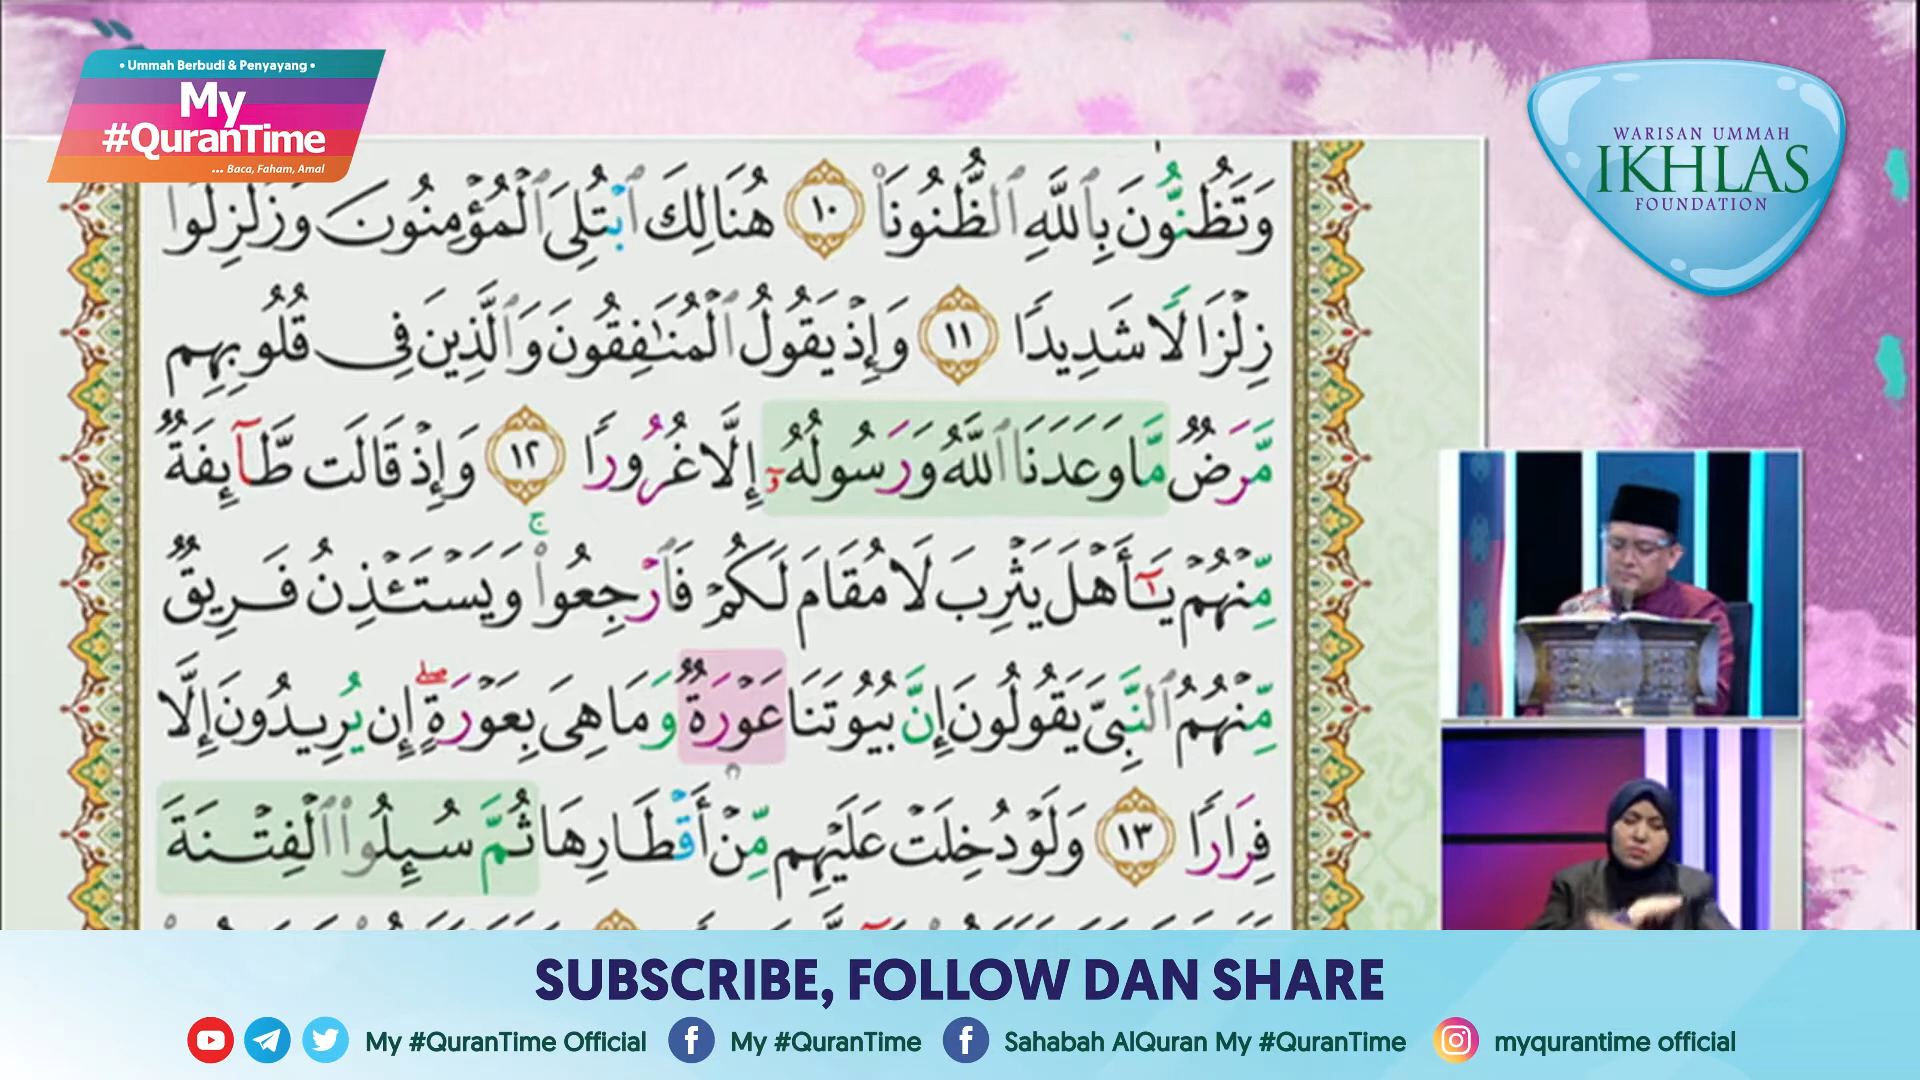 • Ummah Berbudi & Penyayang •
My
#QuranTime
... Baca, Faham, Amal
WARISAN UMMAH
IKHLAS
FOUNDATION
وَتَظُنُّونَ بِٱللَّهِ ٱلظُّنُونَا۠ ١٠ هُنَالِكَ ٱبْتُلِىَ ٱلْمُؤْمِنُونَ وَزُلْزِلُوا۟
زِلْزَالًا شَدِيدًا ١١ وَإِذْ يَقُولُ ٱلْمُنَٰفِقُونَ وَٱلَّذِينَ فِى قُلُوبِهِم
مَّرَضٌ مَّا وَعَدَنَا ٱللَّهُ وَرَسُولُهُۥٓ إِلَّا غُرُورًا ١٢ وَإِذْ قَالَت طَّآئِفَةٌ
مِّنْهُمْ يَٰٓأَهْلَ يَثْرِبَ لَا مُقَامَ لَكُمْ فَٱرْجِعُوا۟ ۚ وَيَسْتَـْٔذِنُ فَرِيقٌ
مِّنْهُمُ ٱلنَّبِىَّ يَقُولُونَ إِنَّ بُيُوتَنَا عَوْرَةٌ وَمَا هِىَ بِعَوْرَةٍ ۖ إِن يُرِيدُونَ إِلَّا
فِرَارًا ١٣ وَلَوْ دُخِلَتْ عَلَيْهِم مِّنْ أَقْطَارِهَا ثُمَّ سُئِلُوا۟ ٱلْفِتْنَةَ
SUBSCRIBE, FOLLOW DAN SHARE
My #QuranTime Official My #QuranTime Sahabah AlQuran My #QuranTime myqurantime official